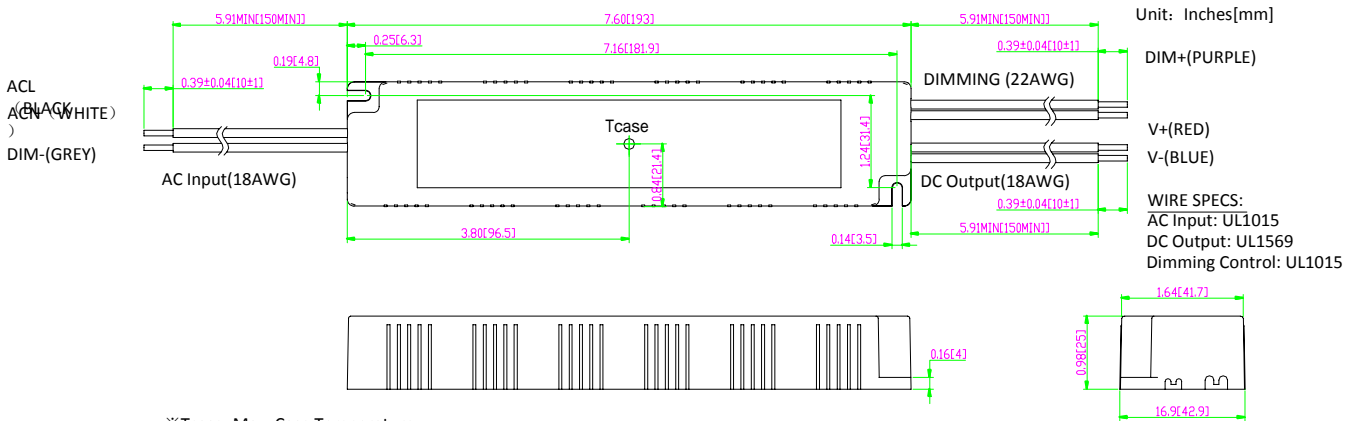 5.91MIN[150MIN]]
7.60[193]
5.91MIN[150MIN]]
Unit: Inches[mm]
0.25[6.3]
7.16[181.9]
0.39±0.04[10±1]
DIM+(PURPLE)
0.19[4.8]
0.39±0.04[10±1]
DIMMING (22AWG)
ACL
(BLACK
ACN (WHITE)
)
DIM-(GREY)
AC Input(18AWG)
Tcase
0.84[21.4]
1.24[31.4]
V+(RED)
V-(BLUE)
DC Output(18AWG)
0.39±0.04[10±1]
3.80[96.5]
0.14[3.5]
5.91MIN[150MIN]]
WIRE SPECS:
AC Input: UL1015
DC Output: UL1569
Dimming Control: UL1015
1.64[41.7]
0.16[4]
0.98[25]
16.9[42.9]